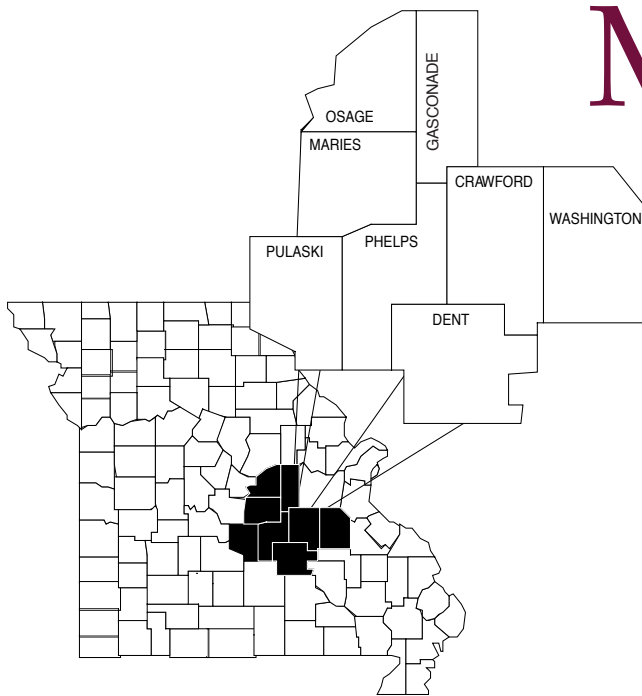 M
OSAGE
GASCONADE
MARIES
CRAWFORD
WASHINGTON
PULASKI
PHELPS
DENT